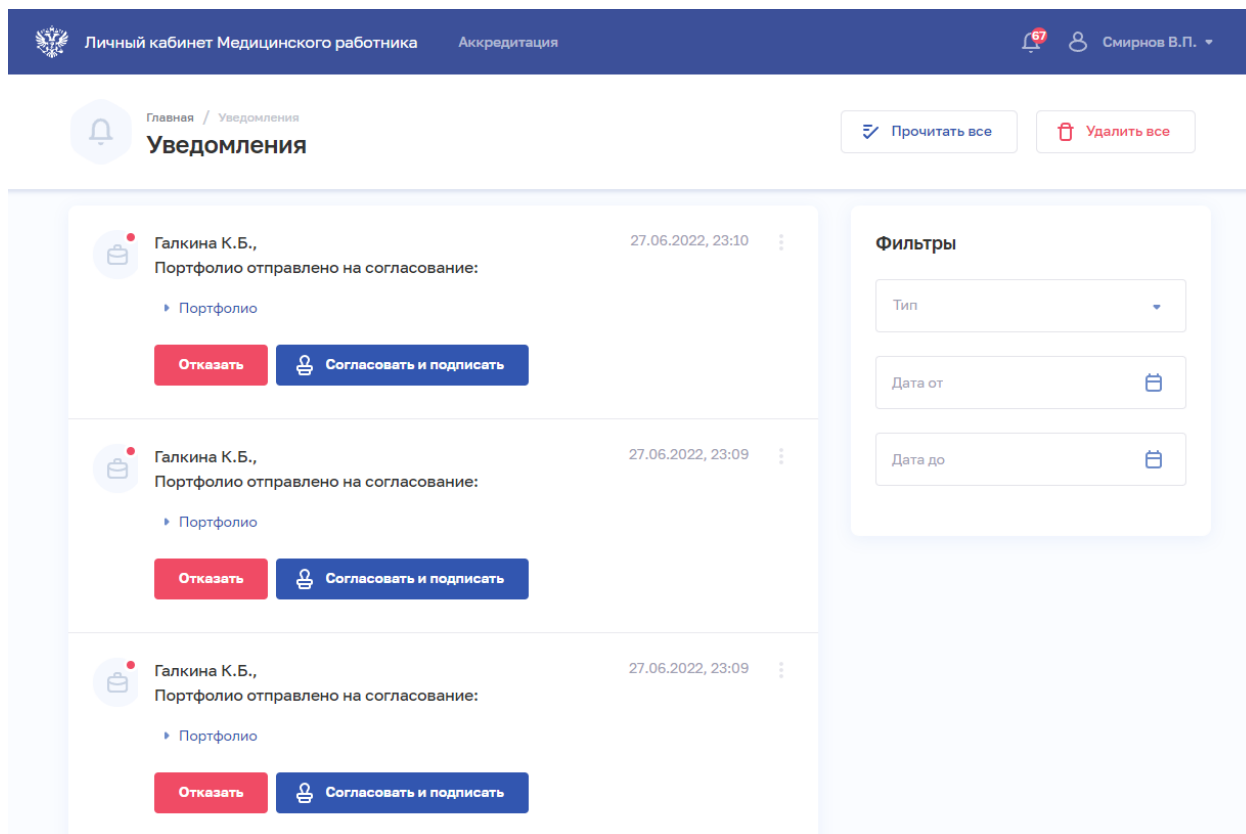 Личный кабинет Медицинского работника
Аккредитация
67
Смирнов В.П.
Главная / Уведомления
Уведомления
Прочитать все
Удалить все
Галкина К.Б.,
27.06.2022, 23:10
Портфолио отправлено на согласование:
Портфолио
Отказать
Согласовать и подписать
Галкина К.Б.,
27.06.2022, 23:09
Портфолио отправлено на согласование:
Портфолио
Отказать
Согласовать и подписать
Галкина К.Б.,
27.06.2022, 23:09
Портфолио отправлено на согласование:
Портфолио
Отказать
Согласовать и подписать
Фильтры
Тип
Дата от
Дата до